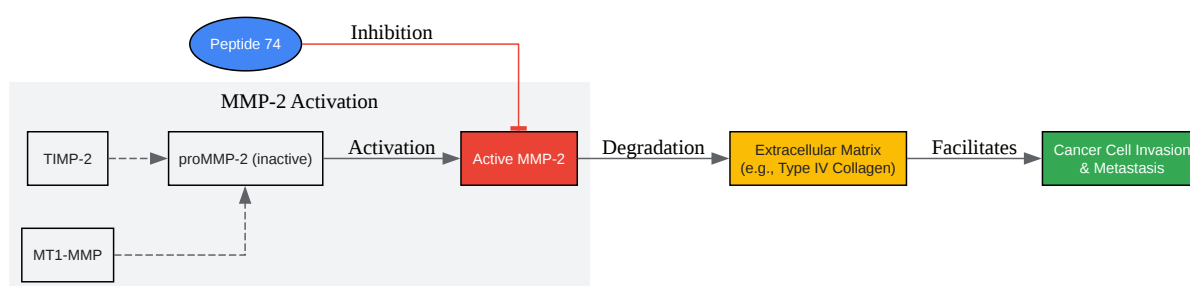 Peptide 74
Inhibition
MMP-2 Activation
TIMP-2
proMMP-2 (inactive)
Activation
Active MMP-2
Degradation
Extracellular Matrix
(e.g., Type IV Collagen)
Facilitates
Cancer Cell Invasion
& Metastasis
MT1-MMP